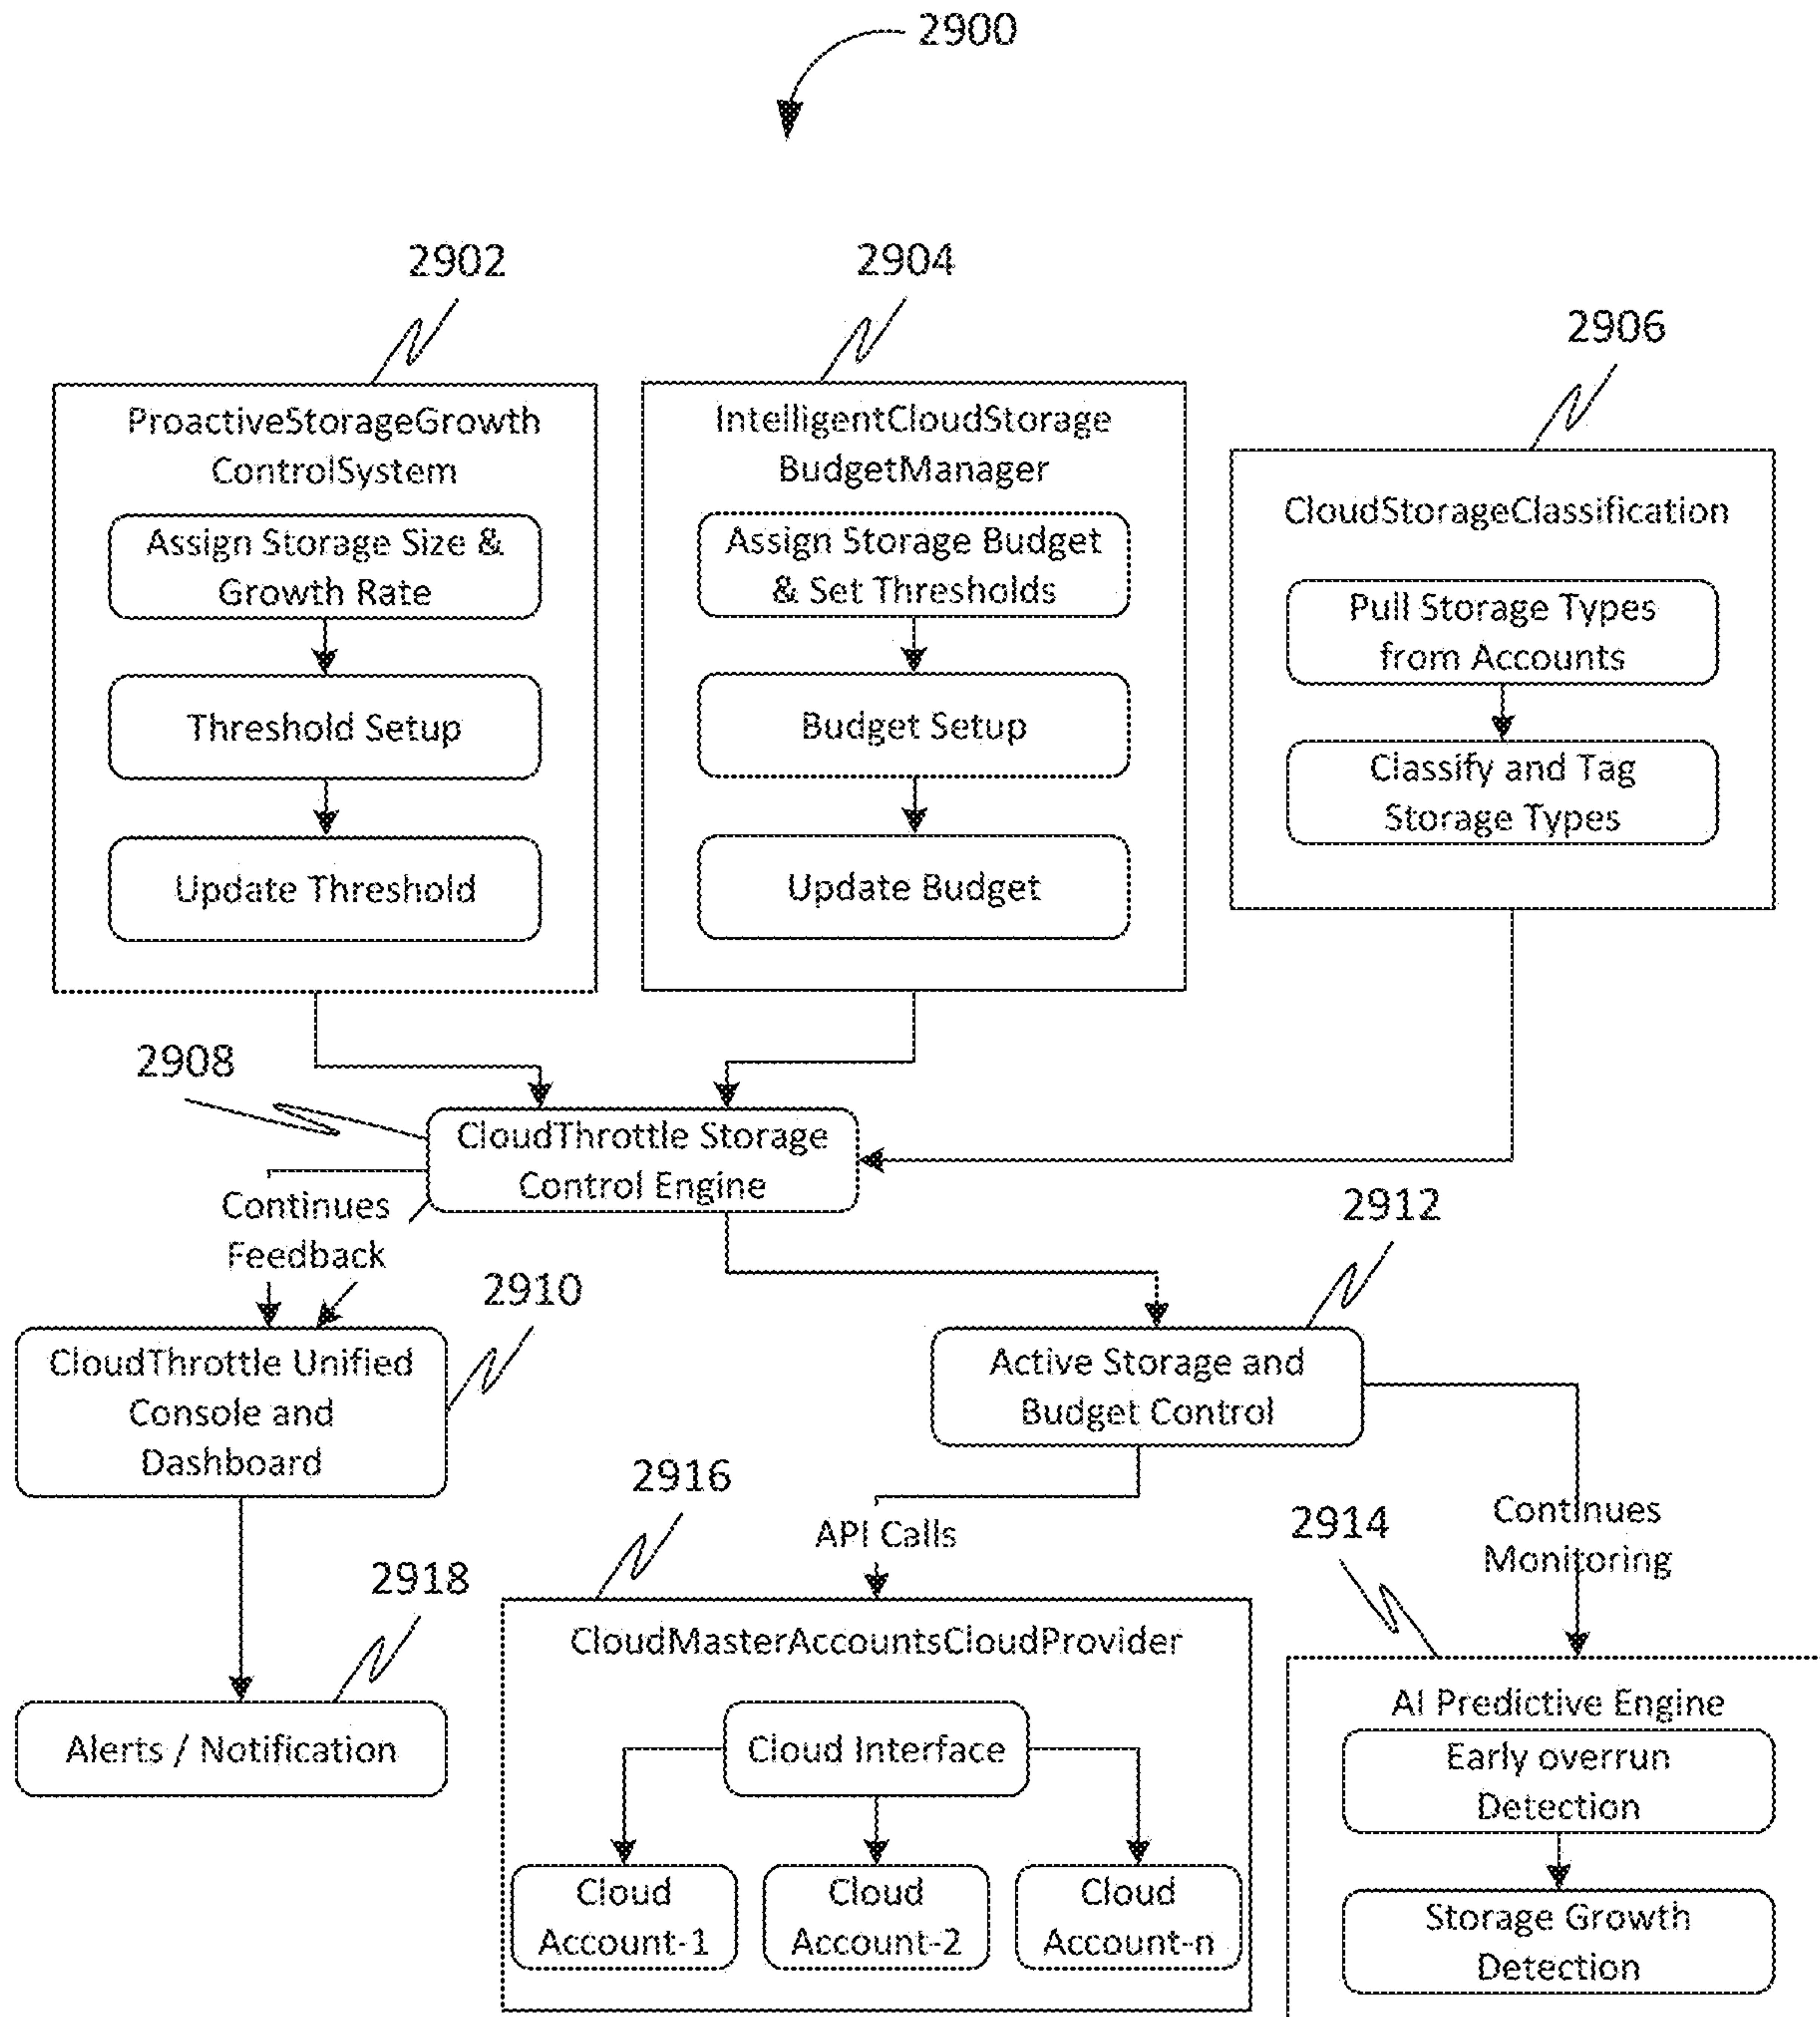 2900
2902
2904
2906
ProactiveStorageGrowth
ControlSystem
Assign Storage Size &
Growth Rate
Threshold Setup
Update Threshold
IntelligentCloudStorage
BudgetManager
Assign Storage Budget
& Set Thresholds
Budget Setup
Update Budget
CloudStorageClassification
Pull Storage Types
from Accounts
Classify and Tag
Storage Types
2908
CloudThrottle Storage
Control Engine
Continues
Feedback
2910
2912
CloudThrottle Unified
Console and
Dashboard
Active Storage and
Budget Control
2916
API Calls
2914
Continues
Monitoring
2918
Alerts / Notification
CloudMasterAccountsCloudProvider
Cloud Interface
Cloud
Account-1
Cloud
Account-2
Cloud
Account-n
AI Predictive Engine
Early overrun
Detection
Storage Growth
Detection